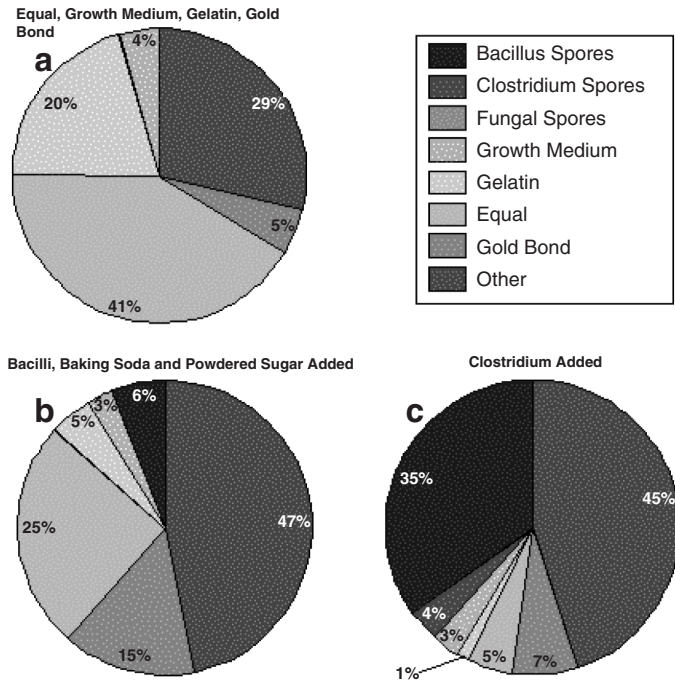 Equal, Growth Medium, Gelatin, Gold
Bond
a
4%
29%
20%
5%
41%
Bacillus Spores
Clostridium Spores
Fungal Spores
Growth Medium
Gelatin
Equal
Gold Bond
Other
Bacilli, Baking Soda and Powdered Sugar Added
b
6%
3%
5%
47%
25%
15%
Clostridium Added
c
35%
45%
4%
3%
1%
5%
7%